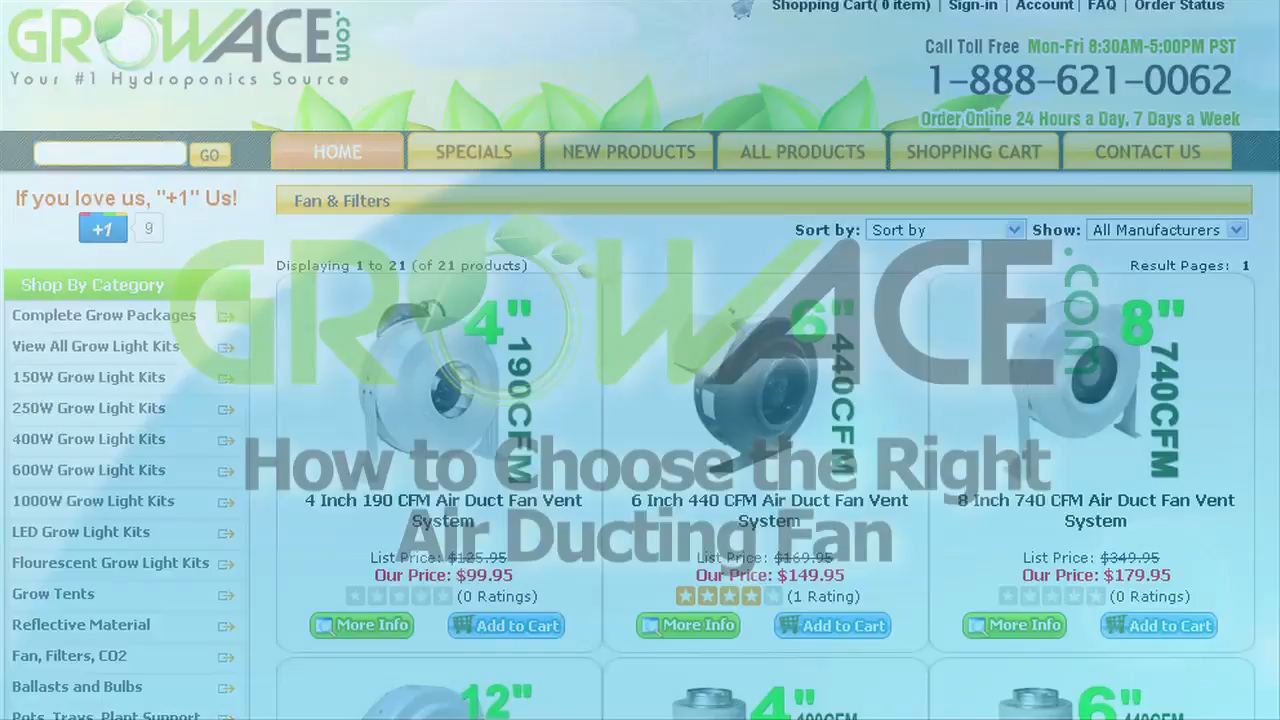 Shopping Cart( 0 item) | Sign-in | Account | FAQ | Order Status
GROWACE.com
Your #1 Hydroponics Source
Call Toll Free Mon-Fri 8:30AM-5:00PM PST
1-888-621-0062
Order Online 24 Hours a Day, 7 Days a Week
GO
HOME
SPECIALS
NEW PRODUCTS
ALL PRODUCTS
SHOPPING CART
CONTACT US
If you love us, "+1" Us!
+1 9
Shop By Category
Complete Grow Packages
View All Grow Light Kits
150W Grow Light Kits
250W Grow Light Kits
400W Grow Light Kits
600W Grow Light Kits
1000W Grow Light Kits
LED Grow Light Kits
Flourescent Grow Light Kits
Grow Tents
Reflective Material
Fan, Filters, CO2
Ballasts and Bulbs
Pots, Trays, Plant Support
Fan & Filters
Sort by: Sort by Show: All Manufacturers
Displaying 1 to 21 (of 21 products)
Result Pages: 1
GROWACE.com
How to Choose the Right
Air Ducting Fan
4"
190CFM
4 Inch 190 CFM Air Duct Fan Vent
System
List Price: $125.95
Our Price: $99.95
(0 Ratings)
More Info
Add to Cart
6"
440CFM
6 Inch 440 CFM Air Duct Fan Vent
System
List Price: $169.95
Our Price: $149.95
(1 Rating)
More Info
Add to Cart
8"
740CFM
8 Inch 740 CFM Air Duct Fan Vent
System
List Price: $349.95
Our Price: $179.95
(0 Ratings)
More Info
Add to Cart
12"
4"
6"